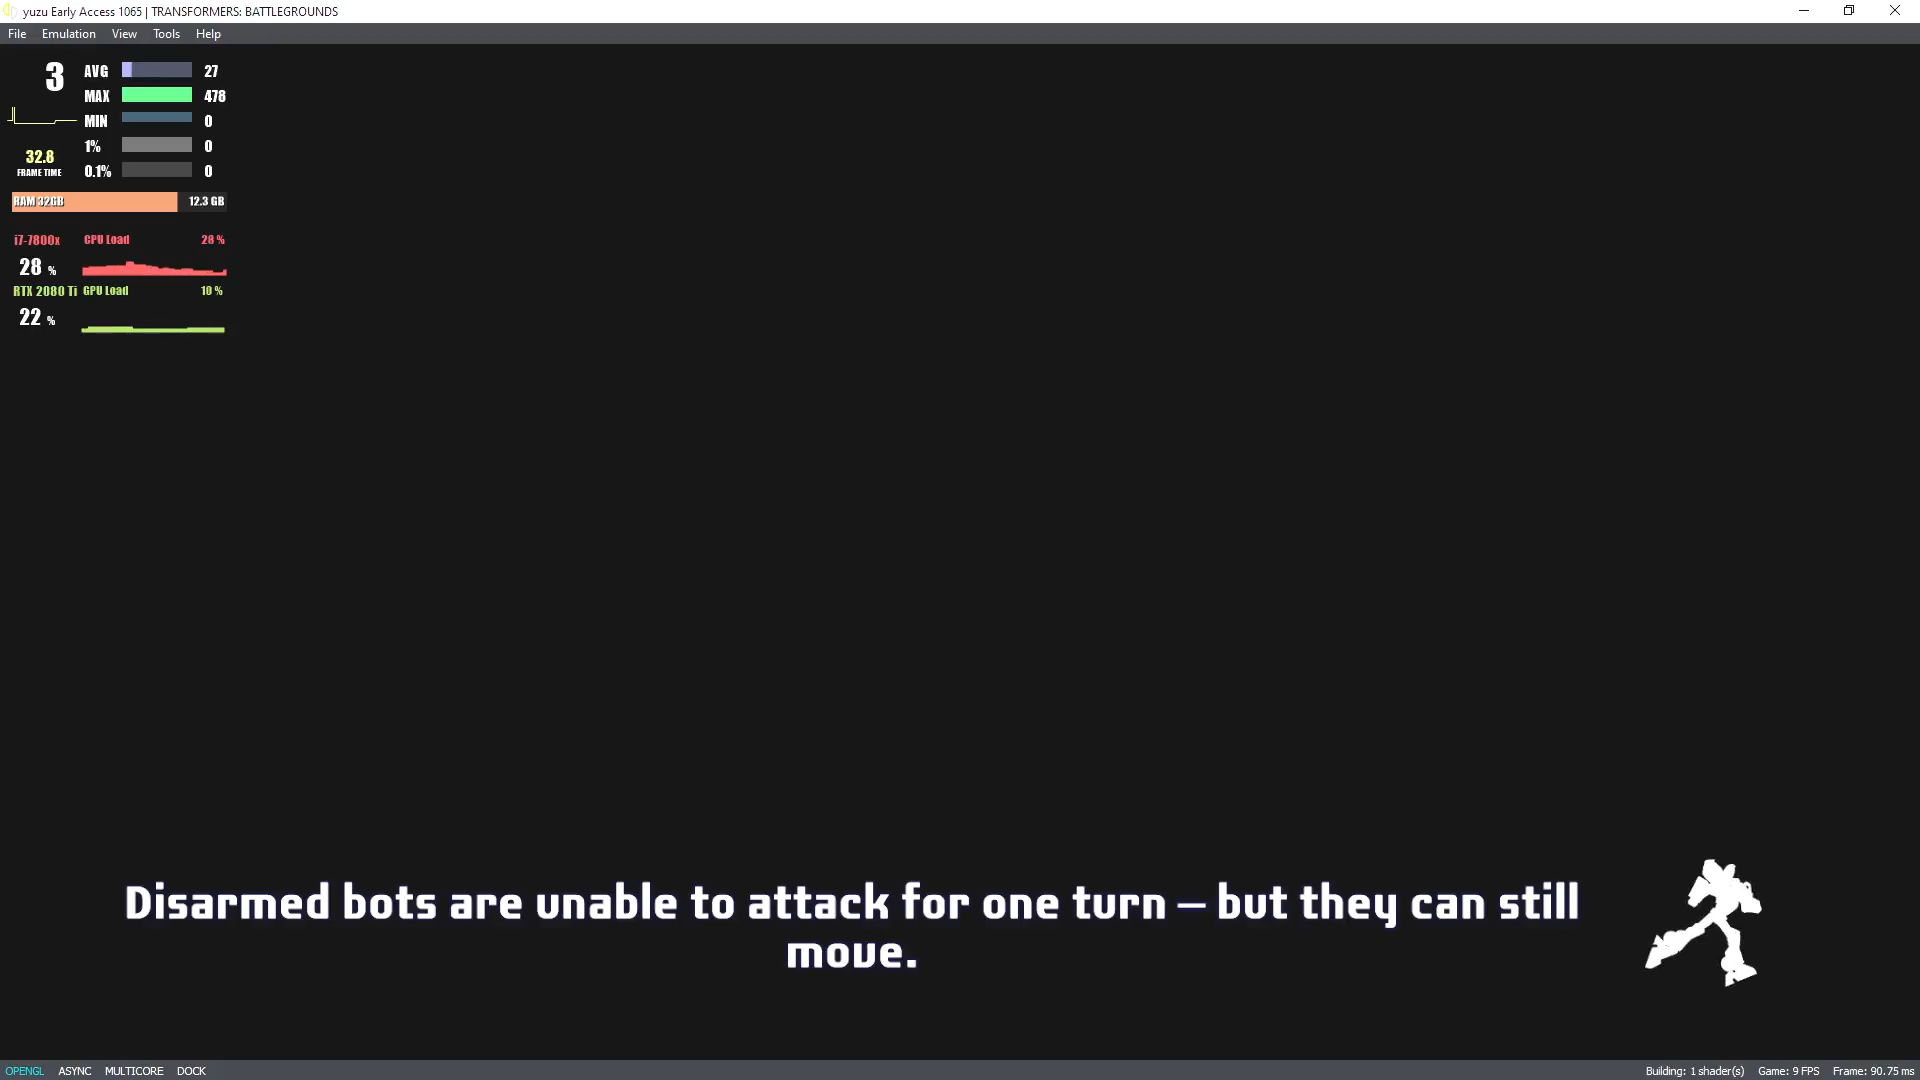 yuzu Early Access 1065 | TRANSFORMERS: BATTLEGROUNDS
File Emulation View Tools Help
3
AVG 27
MAX 478
MIN 0
1% 0
0.1% 0
32.8
FRAME TIME
RAM 32GB 12.3 GB
i7-7800x CPU Load 28 %
28 %
RTX 2080 Ti GPU Load 10 %
22 %
Disarmed bots are unable to attack for one turn — but they can still
move.
OPENGL ASYNC MULTICORE DOCK Building: 1 shader(s) Game: 9 FPS Frame: 90.75 ms